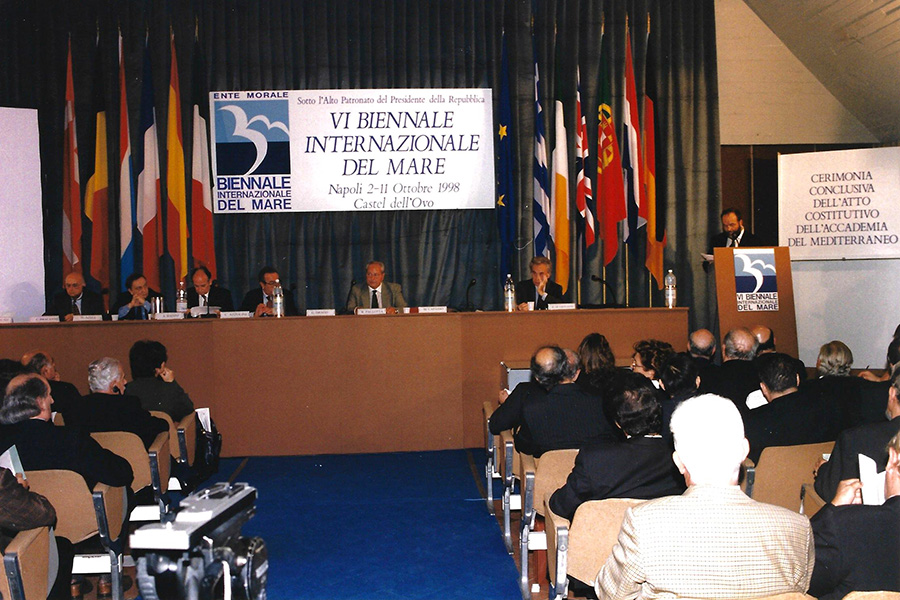 ENTE MORALE
BIENNALE
INTERNAZIONALE
DEL MARE
Sotto l'Alto Patronato del Presidente della Repubblica
VI BIENNALE
INTERNAZIONALE
DEL MARE
Napoli 2-11 Ottobre 1998
Castel dell'Ovo
CERIMONIA
CONCLUSIVA
DELL'ATTO
COSTITUTIVO
DELL'ACCADEMIA
DEL MEDITERRANEO
VI BIENNALE
INTERNAZIONALE
DEL MARE